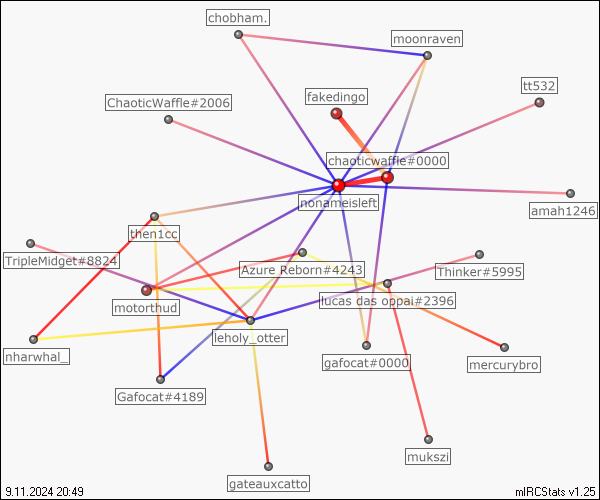 chobham.
moonraven
tt532
fakedingo
ChaoticWaffle#2006
chaoticwaffle#0000
nonameisleft
amah1246
then1cc
TripleMidget#8824
Azure Reborn#4243
Thinker#5995
motorthud
lucas das oppai#2396
leholy_otter
nharwhal_
gafocat#0000
mercurybro
Gafocat#4189
mukszi
gateauxcatto
9.11.2024 20:49
mIRCStats v1.25